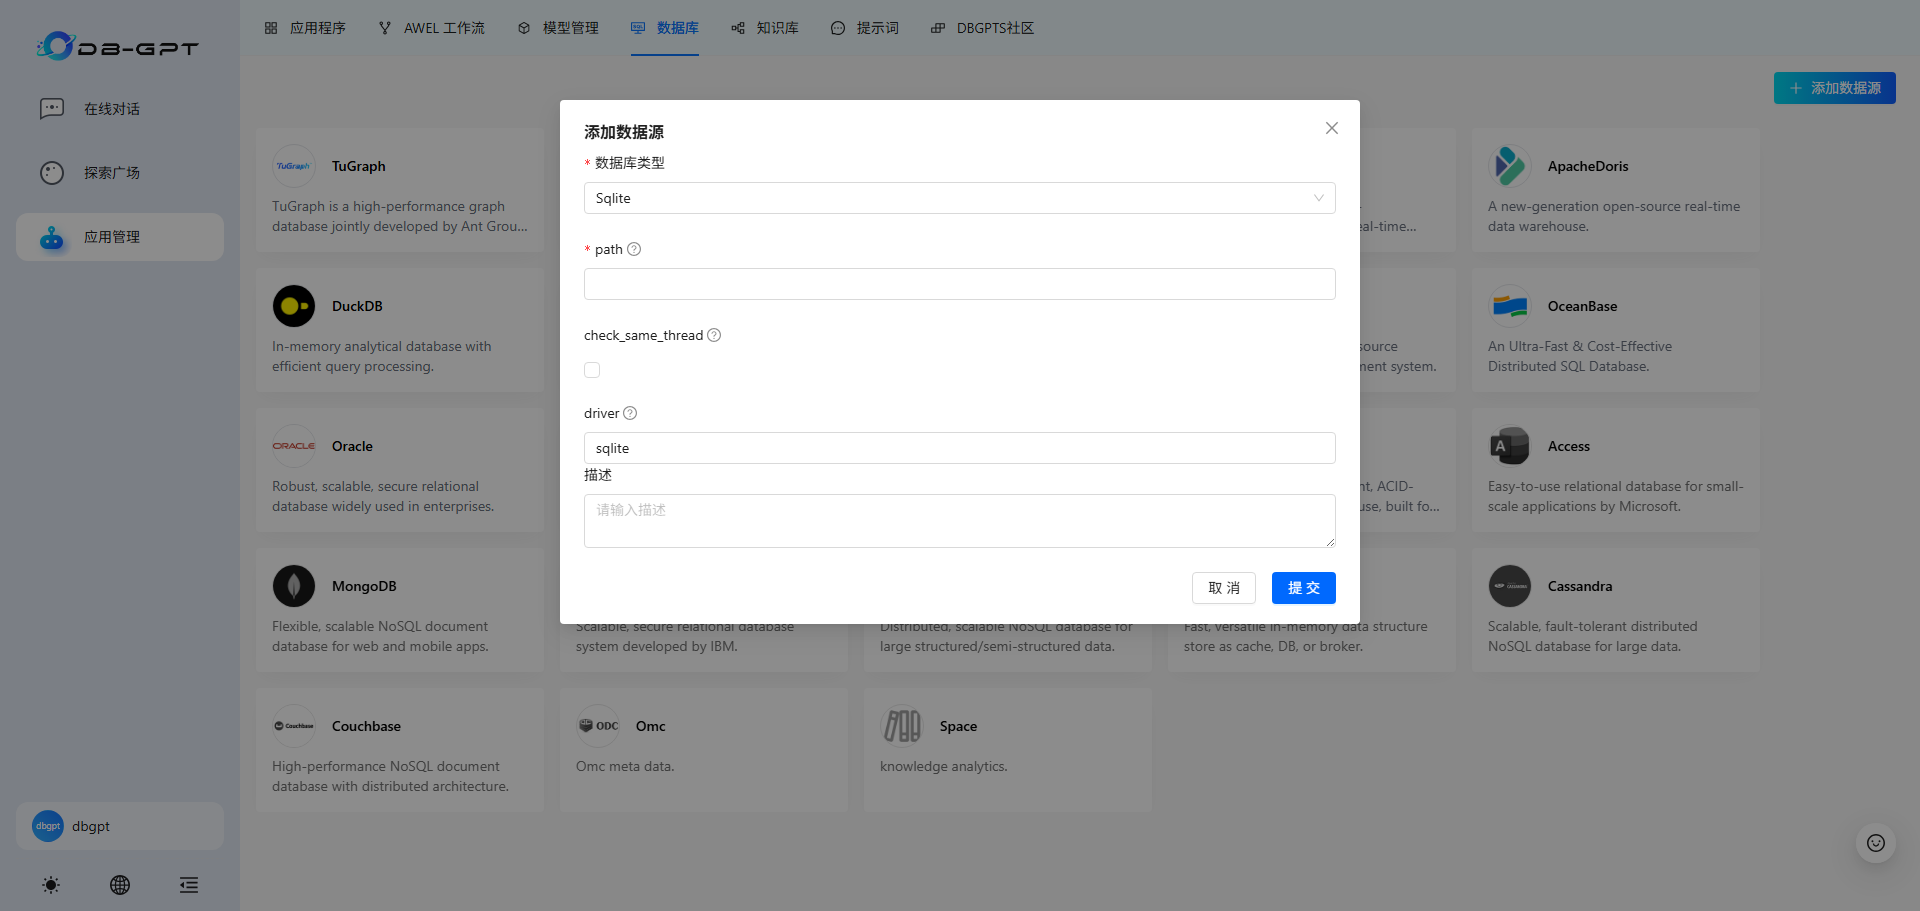 DB-GPT
在线对话
探索广场
应用管理
dbgpt
dbgpt
应用程序
AWEL 工作流
模型管理
数据库
知识库
提示词
DBGPTS社区
添加数据源
TuGraph
TuGraph
TuGraph is a high-performance graph
database jointly developed by Ant Grou...
eal-time...
ApacheDoris
A new-generation open-source real-time
data warehouse.
DuckDB
In-memory analytical database with
efficient query processing.
source
ment system.
OceanBase
An Ultra-Fast & Cost-Effective
Distributed SQL Database.
ORACLE
Oracle
Robust, scalable, secure relational
database widely used in enterprises.
nt, ACID-
use, built fo...
A
Access
Easy-to-use relational database for small-
scale applications by Microsoft.
MongoDB
Flexible, scalable NoSQL document
database for web and mobile apps.
Scalable, secure relational database
system developed by IBM.
Distributed, scalable NoSQL database for
large structured/semi-structured data.
Fast, versatile in-memory data structure
store as cache, DB, or broker.
Cassandra
Scalable, fault-tolerant distributed
NoSQL database for large data.
Couchbase
Couchbase
High-performance NoSQL document
database with distributed architecture.
ODC
Omc
Omc meta data.
Space
knowledge analytics.
添加数据源
* 数据库类型
Sqlite
* path
check_same_thread
driver
sqlite
描述
请输入描述
取 消
提 交